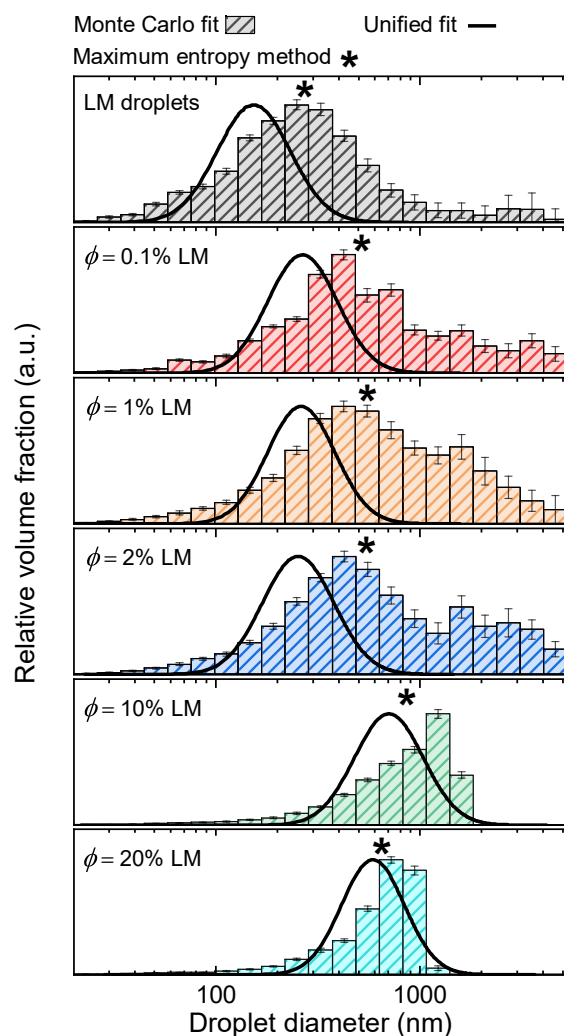 Monte Carlo fit Unified fit
Maximum entropy method *
LM droplets
*
ϕ = 0.1% LM
*
ϕ = 1% LM
*
ϕ = 2% LM
*
ϕ = 10% LM
*
ϕ = 20% LM
*
Relative volume fraction (a.u.)
100 1000
Droplet diameter (nm)